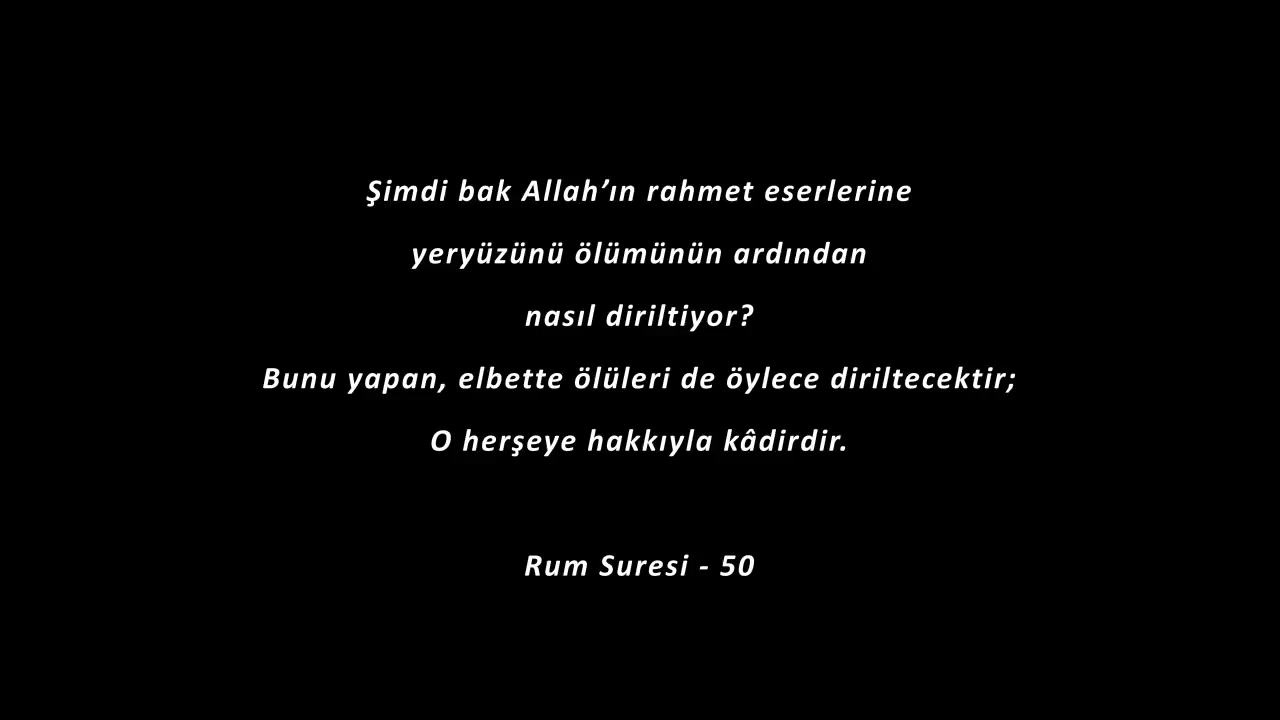 Şimdi bak Allah’ın rahmet eserlerine
yeryüzünü ölümünün ardından
nasıl diriltiyor?
Bunu yapan, elbette ölüleri de öylece diriltecektir;
O herşeye hakkıyla kâdirdir.
Rum Suresi - 50